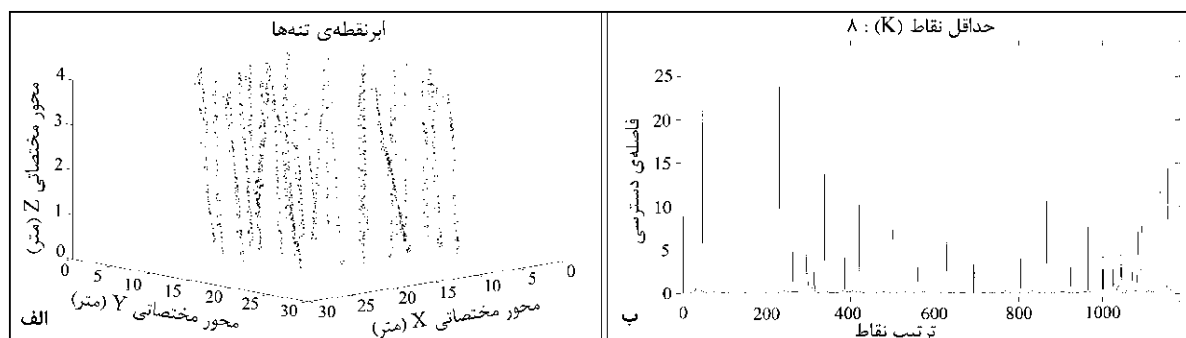 ابرنقطه‌ی تنه‌ها
محور مختصاتی Z (متر)
4
3
2
1
0
0 5 10 15 20 25 30
محور مختصاتی Y (متر)
30 25 20 15 10 5 0
محور مختصاتی X (متر)
الف
حداقل نقاط (K) : ۸
فاصله‌ی دسترسی
25
20
15
10
5
0
0 200 400 600 800 1000
ترتیب نقاط
ب